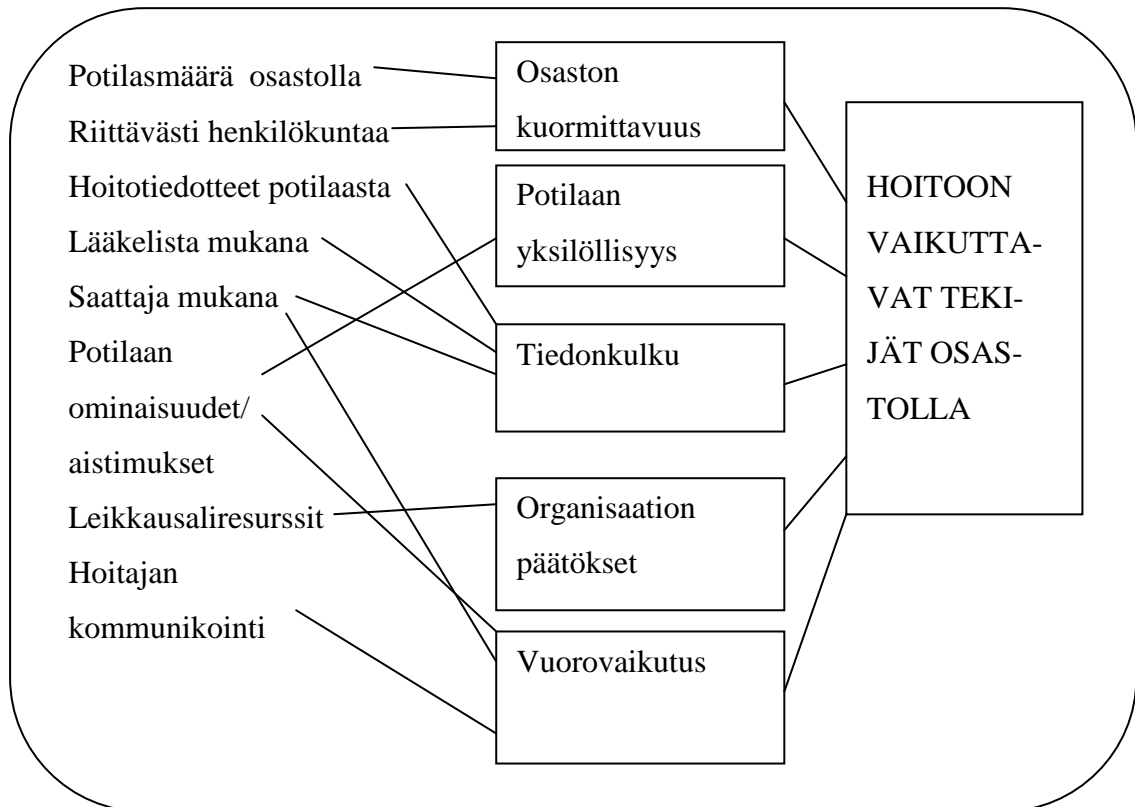 Potilasmäärä osastolla
Riittävästi henkilökuntaa
Hoitotiedotteet potilaasta
Lääkelista mukana
Saattaja mukana
Potilaan
ominaisuudet/
aistimukset
Leikkausaliresurssit
Hoitajan
kommunikointi
Osaston
kuormittavuus
Potilaan
yksilöllisyys
Tiedonkulku
Organisaation
päätökset
Vuorovaikutus
HOITOON
VAIKUTTA-
VAT TEKI-
JÄT OSAS-
TOLLA